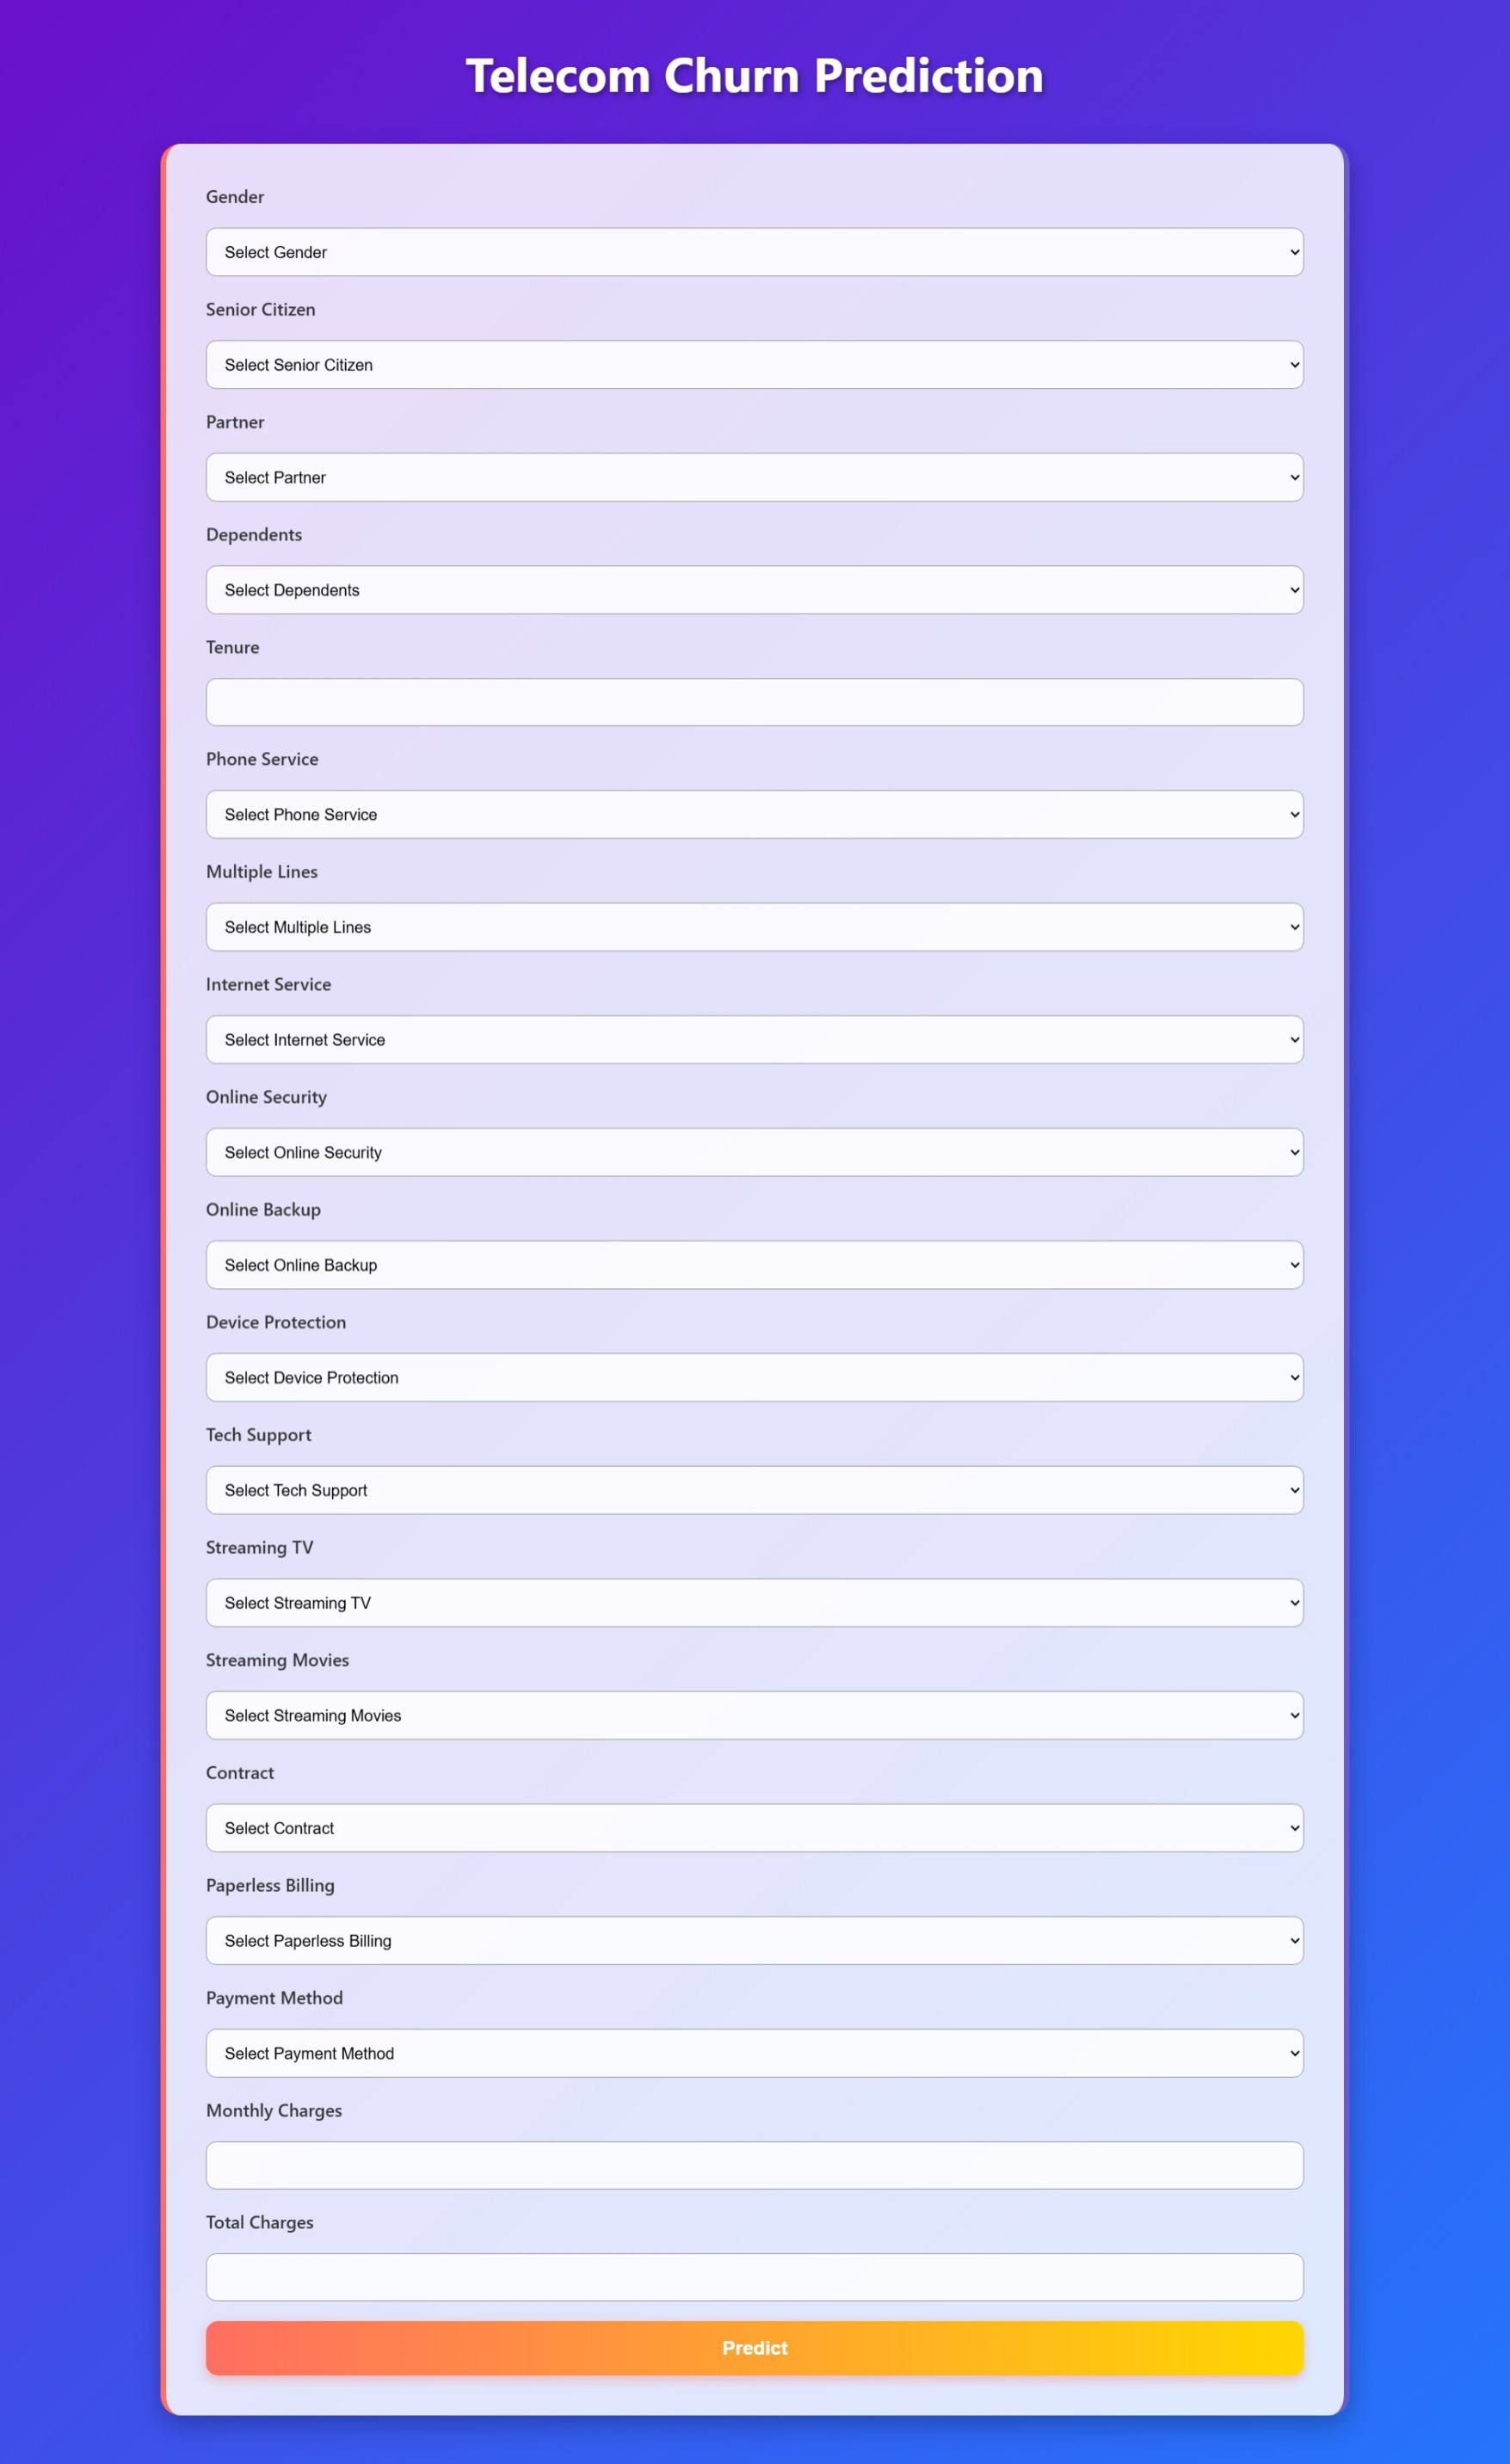 Telecom Churn Prediction
Gender
Select Gender
Senior Citizen
Select Senior Citizen
Partner
Select Partner
Dependents
Select Dependents
Tenure
Phone Service
Select Phone Service
Multiple Lines
Select Multiple Lines
Internet Service
Select Internet Service
Online Security
Select Online Security
Online Backup
Select Online Backup
Device Protection
Select Device Protection
Tech Support
Select Tech Support
Streaming TV
Select Streaming TV
Streaming Movies
Select Streaming Movies
Contract
Select Contract
Paperless Billing
Select Paperless Billing
Payment Method
Select Payment Method
Monthly Charges
Total Charges
Predict